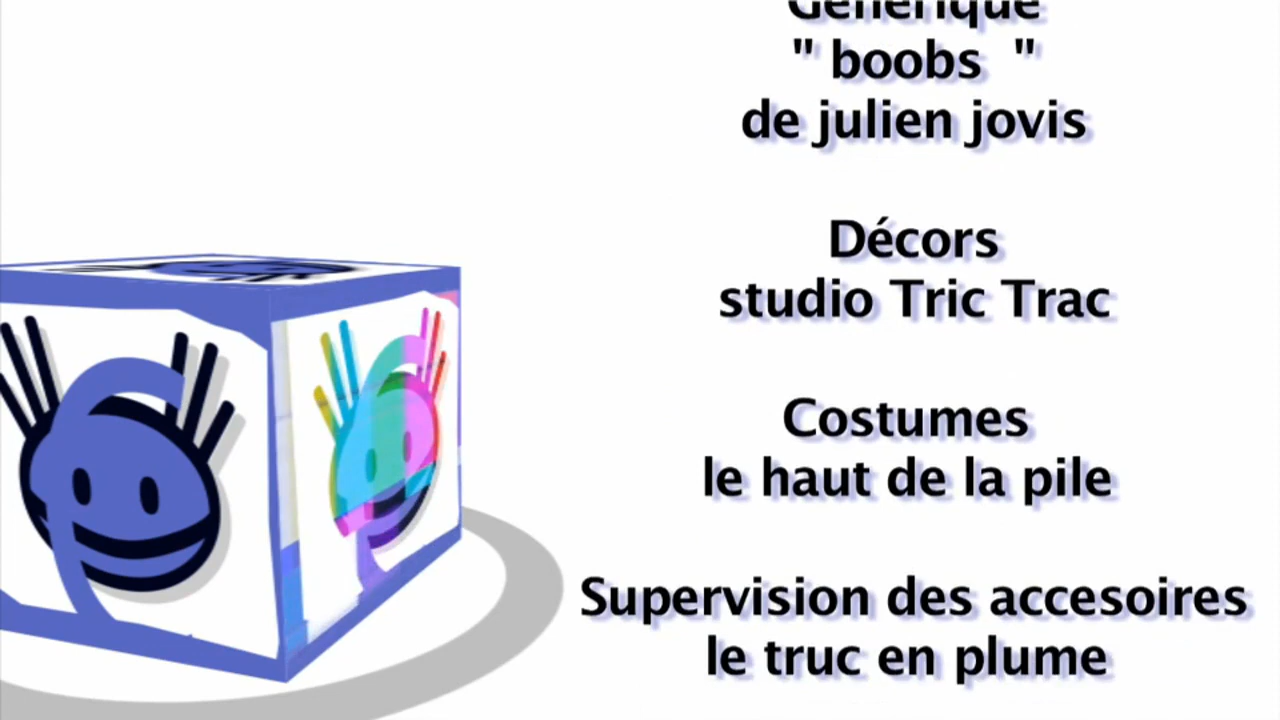 Générique
" boobs "
de julien jovis
Décors
studio Tric Trac
Costumes
le haut de la pile
Supervision des accesoires
le truc en plume